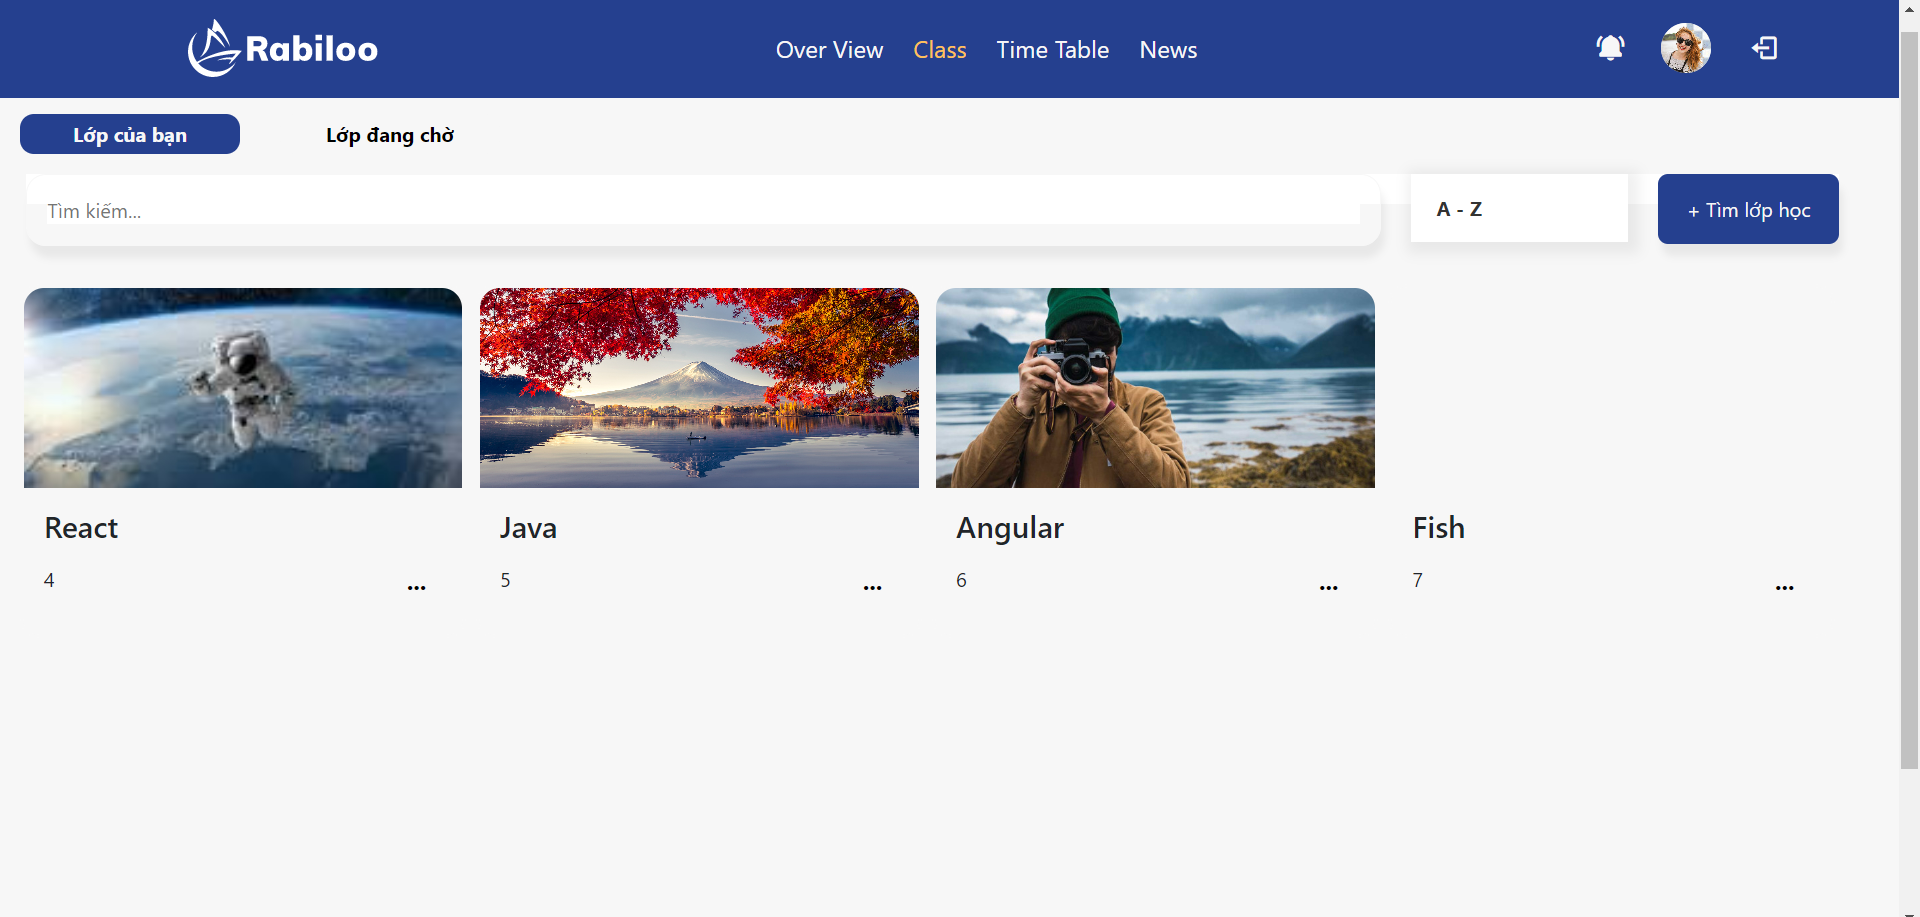 Rabiloo
Over View Class Time Table News
Lớp của bạn Lớp đang chờ
Tìm kiếm... A - Z + Tìm lớp học
React Java Angular Fish
4 ... 5 ... 6 ... 7 ...